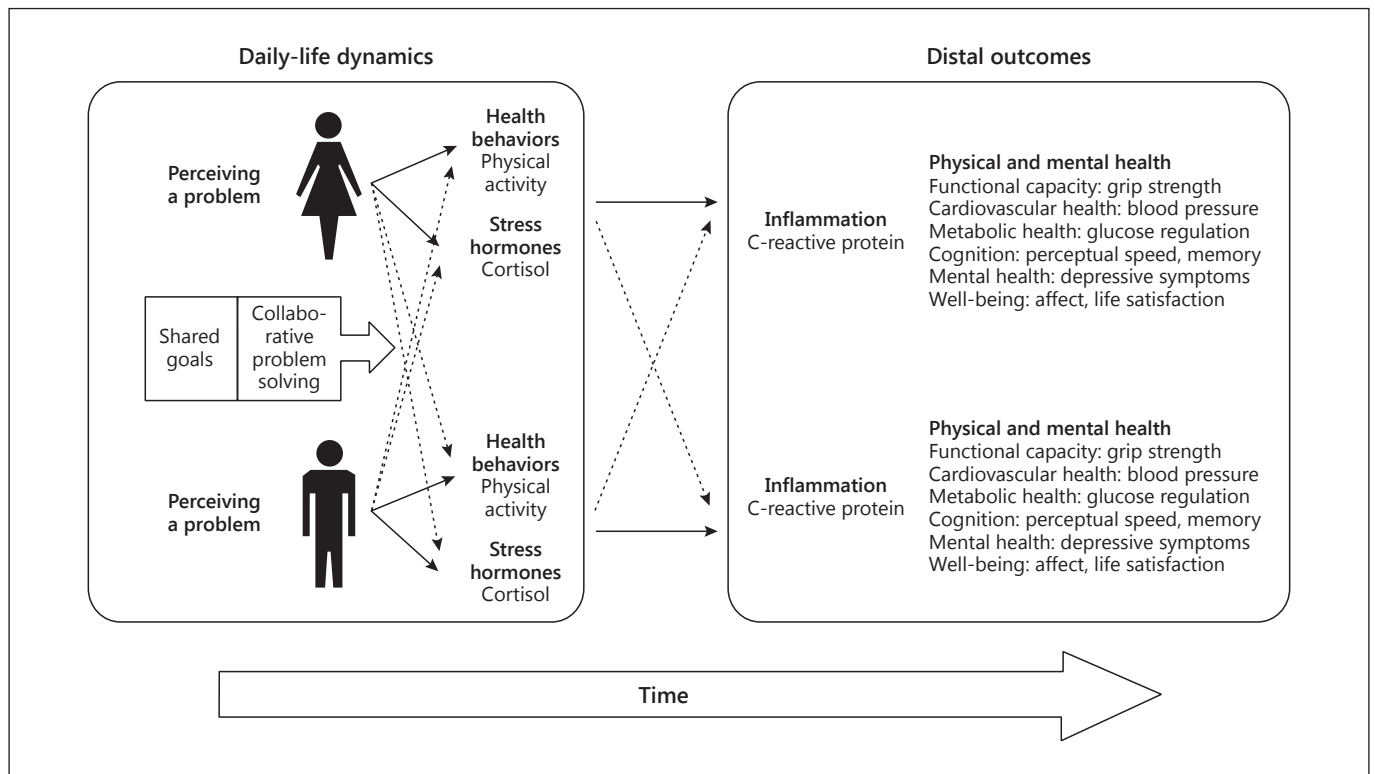 Daily-life dynamics
Distal outcomes
Perceiving
a problem
Health
behaviors
Physical
activity
Stress
hormones
Cortisol
Shared
goals
Collabo-
rative
problem
solving
Perceiving
a problem
Health
behaviors
Physical
activity
Stress
hormones
Cortisol
Inflammation
C-reactive protein
Physical and mental health
Functional capacity: grip strength
Cardiovascular health: blood pressure
Metabolic health: glucose regulation
Cognition: perceptual speed, memory
Mental health: depressive symptoms
Well-being: affect, life satisfaction
Inflammation
C-reactive protein
Physical and mental health
Functional capacity: grip strength
Cardiovascular health: blood pressure
Metabolic health: glucose regulation
Cognition: perceptual speed, memory
Mental health: depressive symptoms
Well-being: affect, life satisfaction
Time